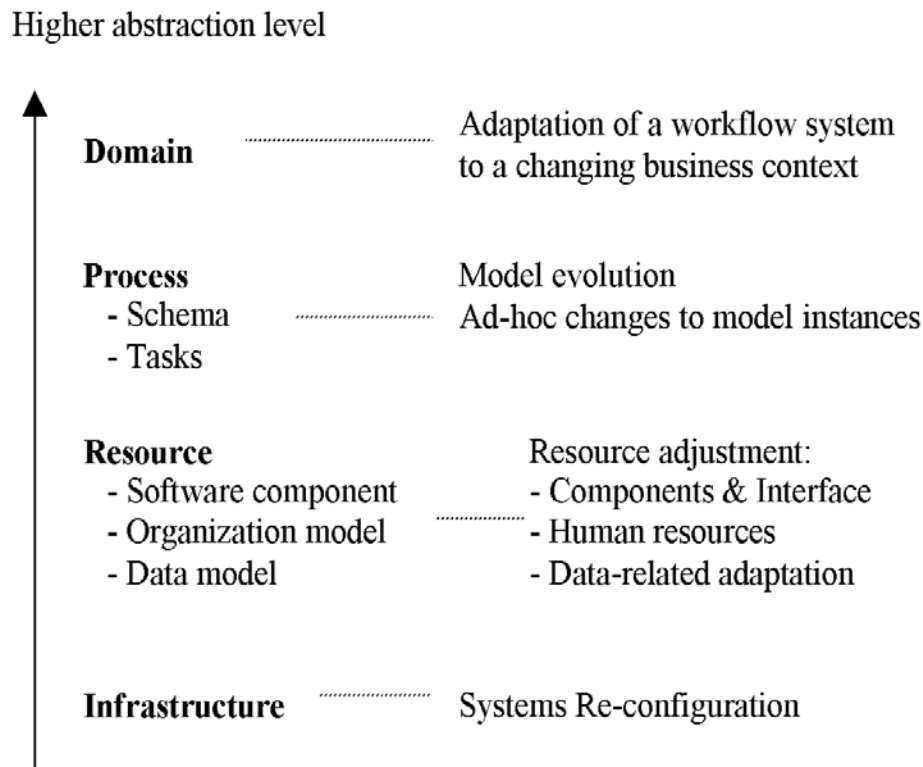 Higher abstraction level
Domain
Adaptation of a workflow system
to a changing business context
Process
- Schema
- Tasks
Model evolution
Ad-hoc changes to model instances
Resource
- Software component
- Organization model
- Data model
Resource adjustment:
- Components & Interface
- Human resources
- Data-related adaptation
Infrastructure
Systems Re-configuration